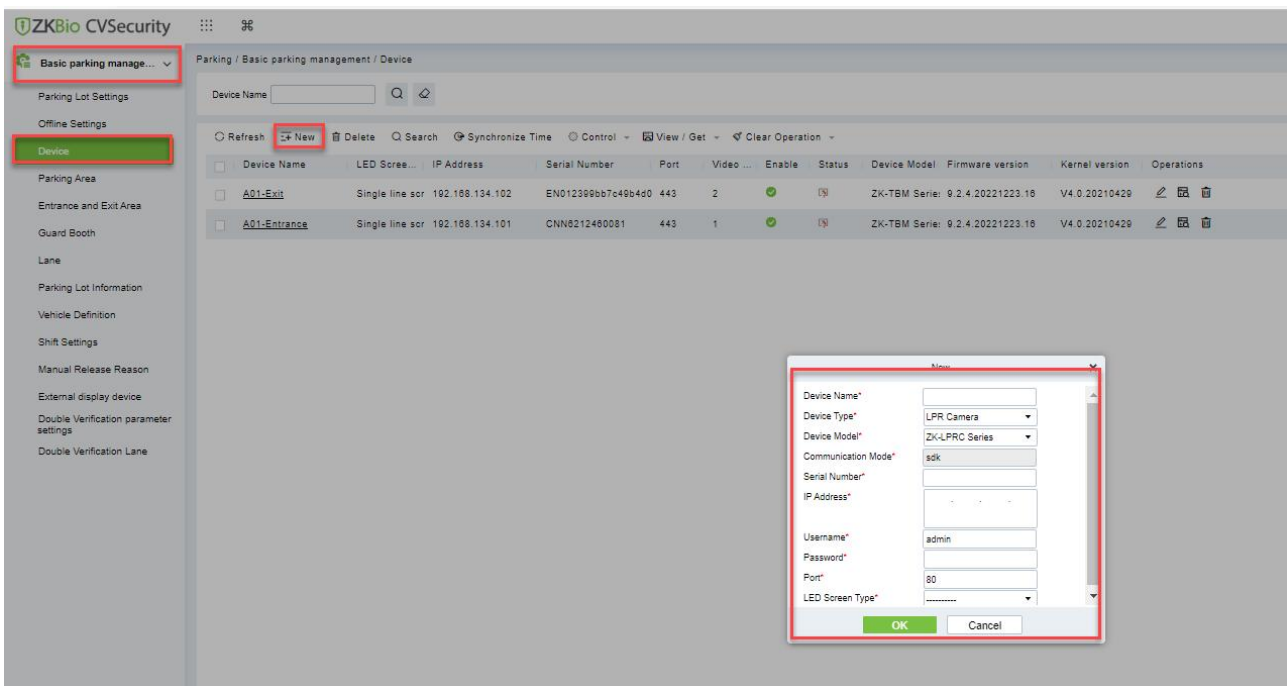 ZKBio CVSecurity
Basic parking manage...
Parking Lot Settings
Offline Settings
Device
Parking Area
Entrance and Exit Area
Guard Booth
Lane
Parking Lot Information
Vehicle Definition
Shift Settings
Manual Release Reason
External display device
Double Verification parameter
settings
Double Verification Lane
Parking / Basic parking management / Device
Device Name
Refresh New Delete Search Synchronize Time Control View / Get Clear Operation
Device Name LED Scree... IP Address Serial Number Port Video ... Enable Status Device Model Firmware version Kernel version Operations
A01-Exit Single line scr 192.168.134.102 EN012399bb7c49b4d0 443 2 ZK-TBM Serie: 9.2.4.20221223.16 V4.0.20210429
A01-Entrance Single line scr 192.168.134.101 CNN6212460081 443 1 ZK-TBM Serie: 9.2.4.20221223.16 V4.0.20210429
New
Device Name*
Device Type* LPR Camera
Device Model* ZK-LPRC Series
Communication Mode* sdk
Serial Number*
IP Address* . . .
Username* admin
Password*
Port* 80
LED Screen Type* ----------
OK Cancel